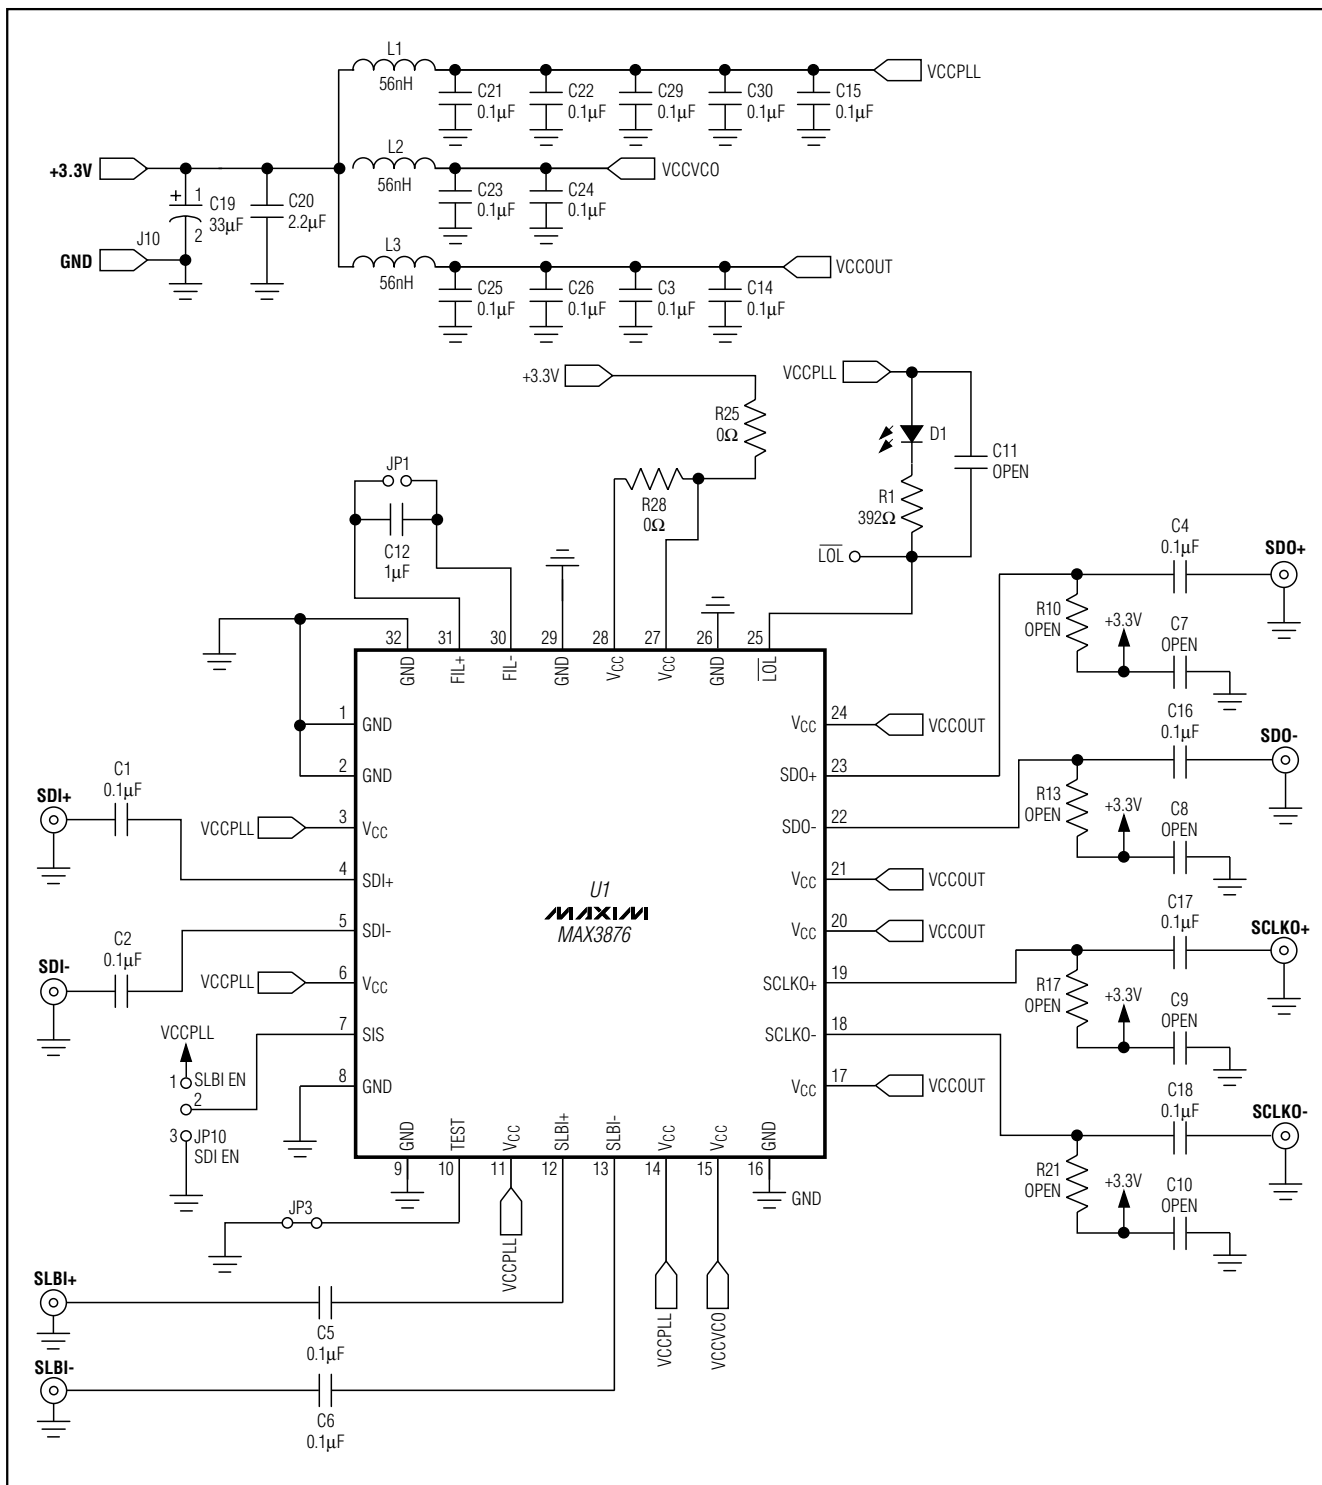 L1
56nH
C21
0.1µF
C22
0.1µF
C29
0.1µF
C30
0.1µF
C15
0.1µF
VCCPLL
+3.3V
L2
56nH
C23
0.1µF
C24
0.1µF
VCCVCO
+ 1
2
C19
33µF
C20
2.2µF
J10
GND
L3
56nH
C25
0.1µF
C26
0.1µF
C3
0.1µF
C14
0.1µF
VCCOUT
+3.3V
R25
0Ω
R28
0Ω
VCCPLL
D1
R1
392Ω
C11
OPEN
LOL
JP1
C12
1µF
32 31 30 29 28 27 26 25
GND FIL+ FIL- GND VCC VCC GND LOL
1 GND
2 GND
3 VCC
VCCPLL
4 SDI+
5 SDI-
6 VCC
VCCPLL
7 SIS
8 GND
SDI+
C1
0.1µF
SDI-
C2
0.1µF
VCCPLL
1 SLBI EN
2
3 JP10
SDI EN
U1
MAXIM
MAX3876
VCC 24 VCCOUT
SDO+ 23
SDO- 22
VCC 21 VCCOUT
VCC 20 VCCOUT
SCLKO+ 19
SCLKO- 18
VCC 17 VCCOUT
C4
0.1µF
SDO+
R10
OPEN
+3.3V
C7
OPEN
C16
0.1µF
SDO-
R13
OPEN
+3.3V
C8
OPEN
C17
0.1µF
SCLKO+
R17
OPEN
+3.3V
C9
OPEN
C18
0.1µF
SCLKO-
R21
OPEN
+3.3V
C10
OPEN
GND TEST VCC SLBI+ SLBI- VCC VCC GND
9 10 11 12 13 14 15 16
GND
JP3
VCCPLL
VCCPLL
VCCVCO
SLBI+
C5
0.1µF
SLBI-
C6
0.1µF